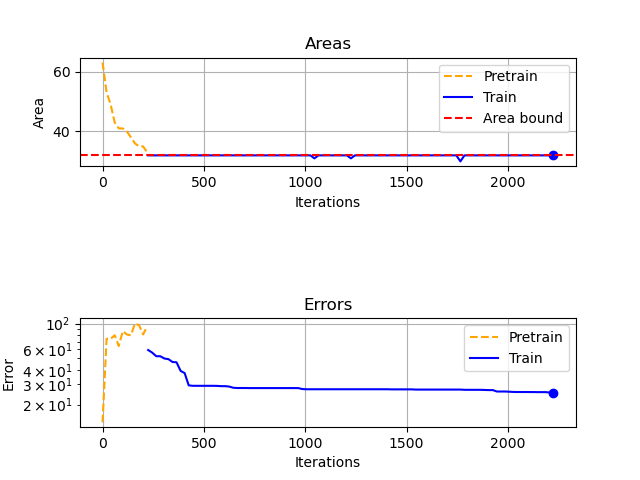 Areas
60
40
Area
Pretrain
Train
Area bound
0 500 1000 1500 2000
Iterations
Errors
10²
6 × 10¹
4 × 10¹
3 × 10¹
2 × 10¹
Error
Pretrain
Train
0 500 1000 1500 2000
Iterations